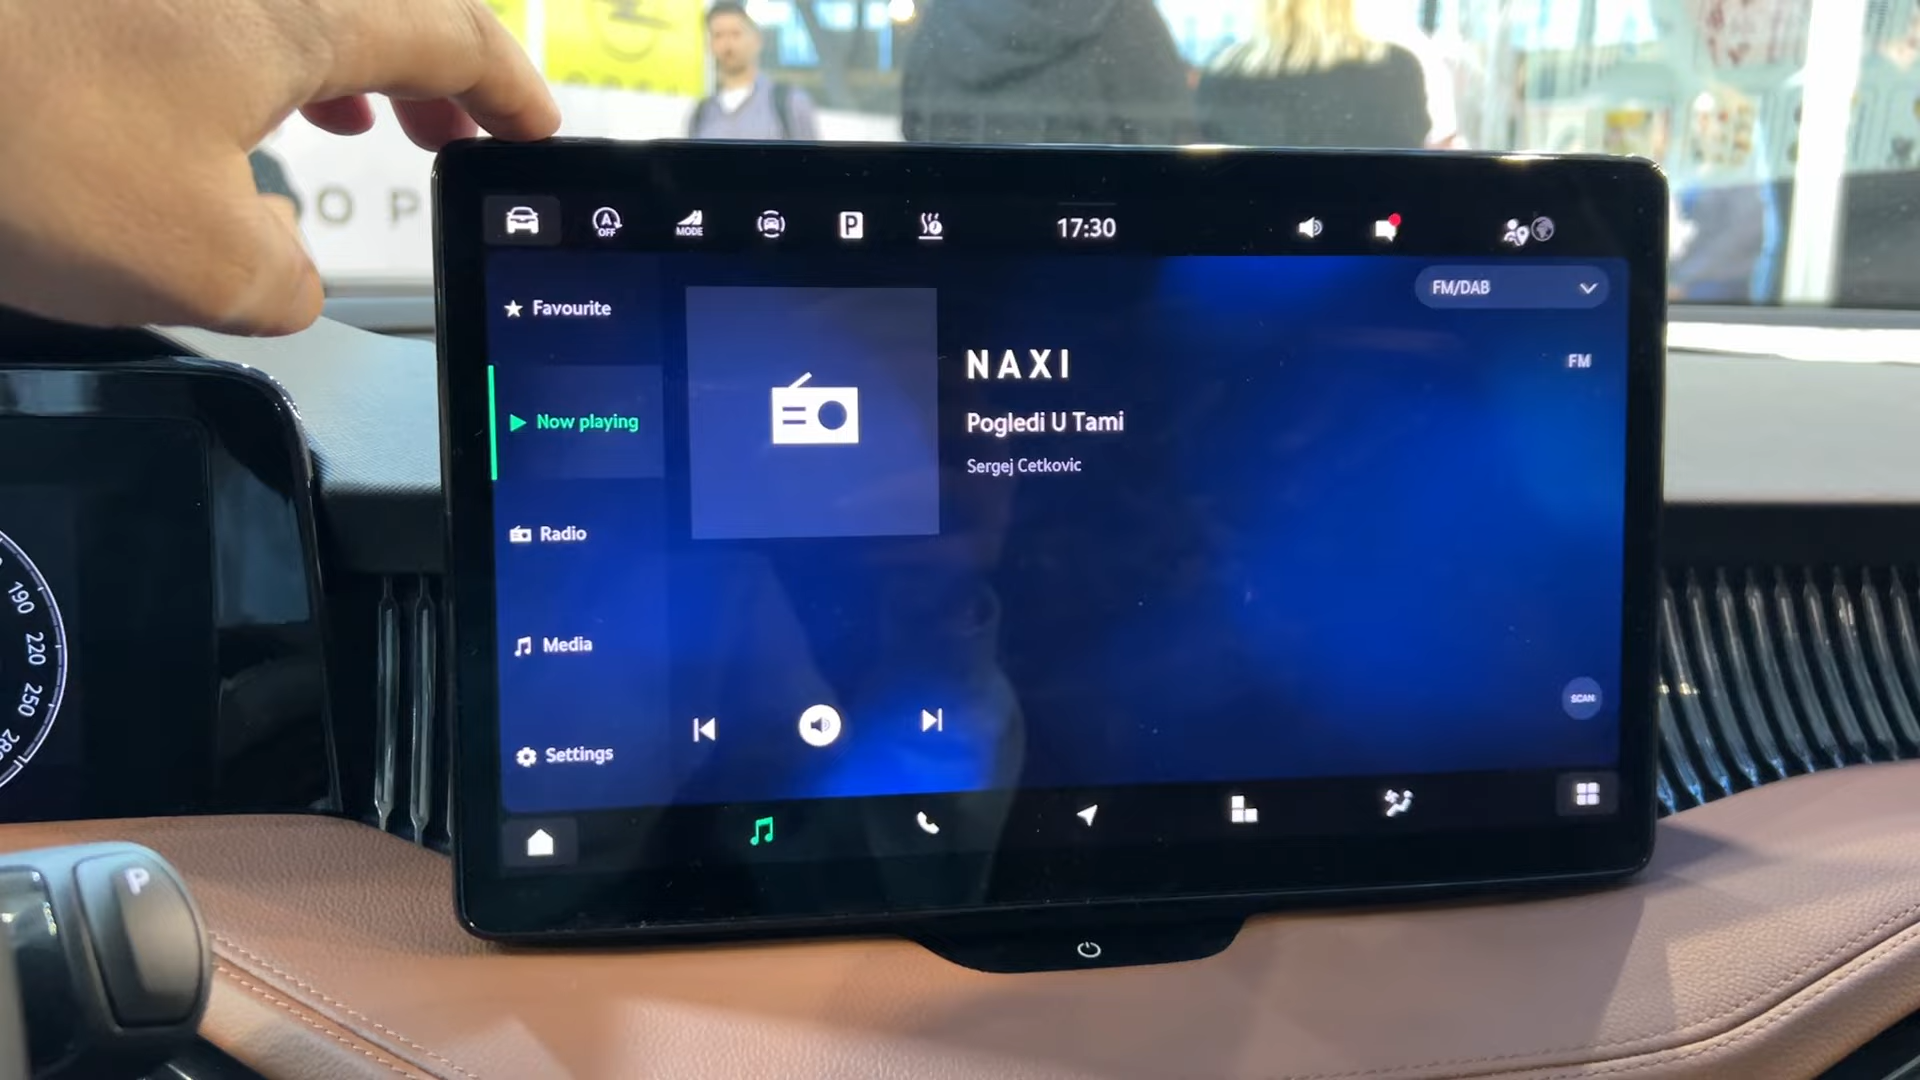 O P
A
OFF
MODE
P
17:30
Favourite
FM/DAB
NAXI
FM
Now playing
Pogledi U Tami
Sergej Cetkovic
Radio
190
220
250
Media
SCAN
Settings
P